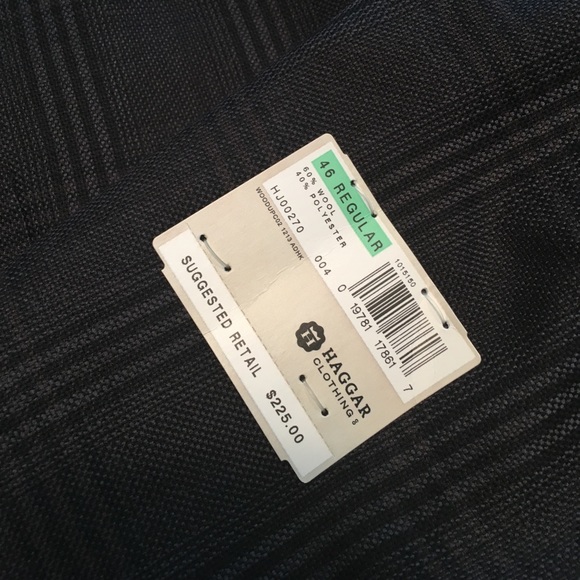 46 REGULAR
60% WOOL
40% POLYESTER
1015150
HJ00270 004
0 19781 17861 7
WOODUPC02 1213 ADHK
H
HAGGAR
CLOTHING
SUGGESTED RETAIL $225.00